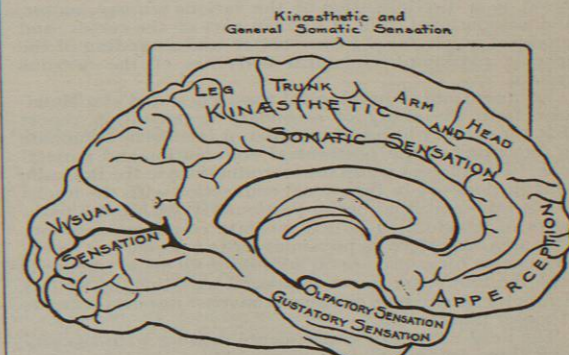 Kinæsthetic and
General Somatic Sensation
LEG
TRUNK
ARM
HEAD
KINÆSTHETIC
AND
SOMATIC SENSATION
VISUAL
SENSATION
APPERCEPTION
OLFACTORY SENSATION
GUSTATORY SENSATION